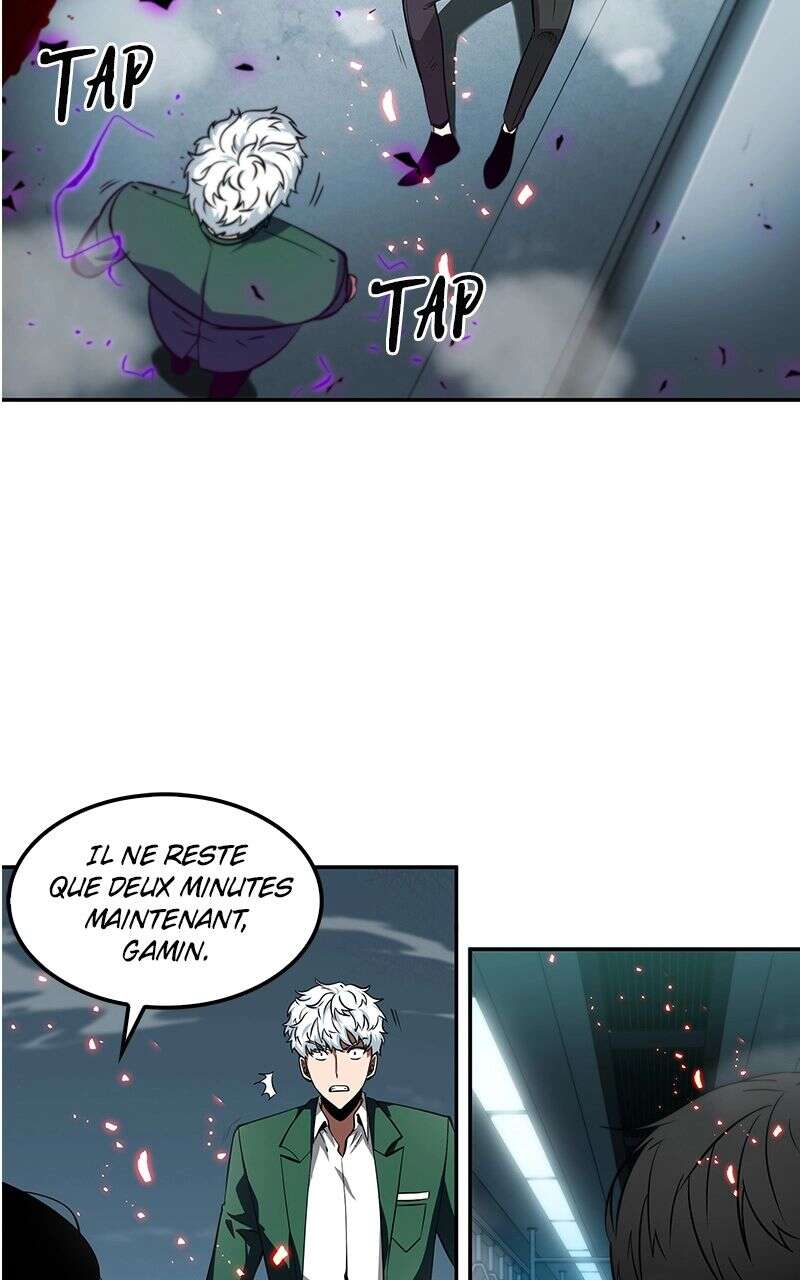 TAP
TAP
IL NE RESTE
QUE DEUX MINUTES
MAINTENANT,
GAMIN.